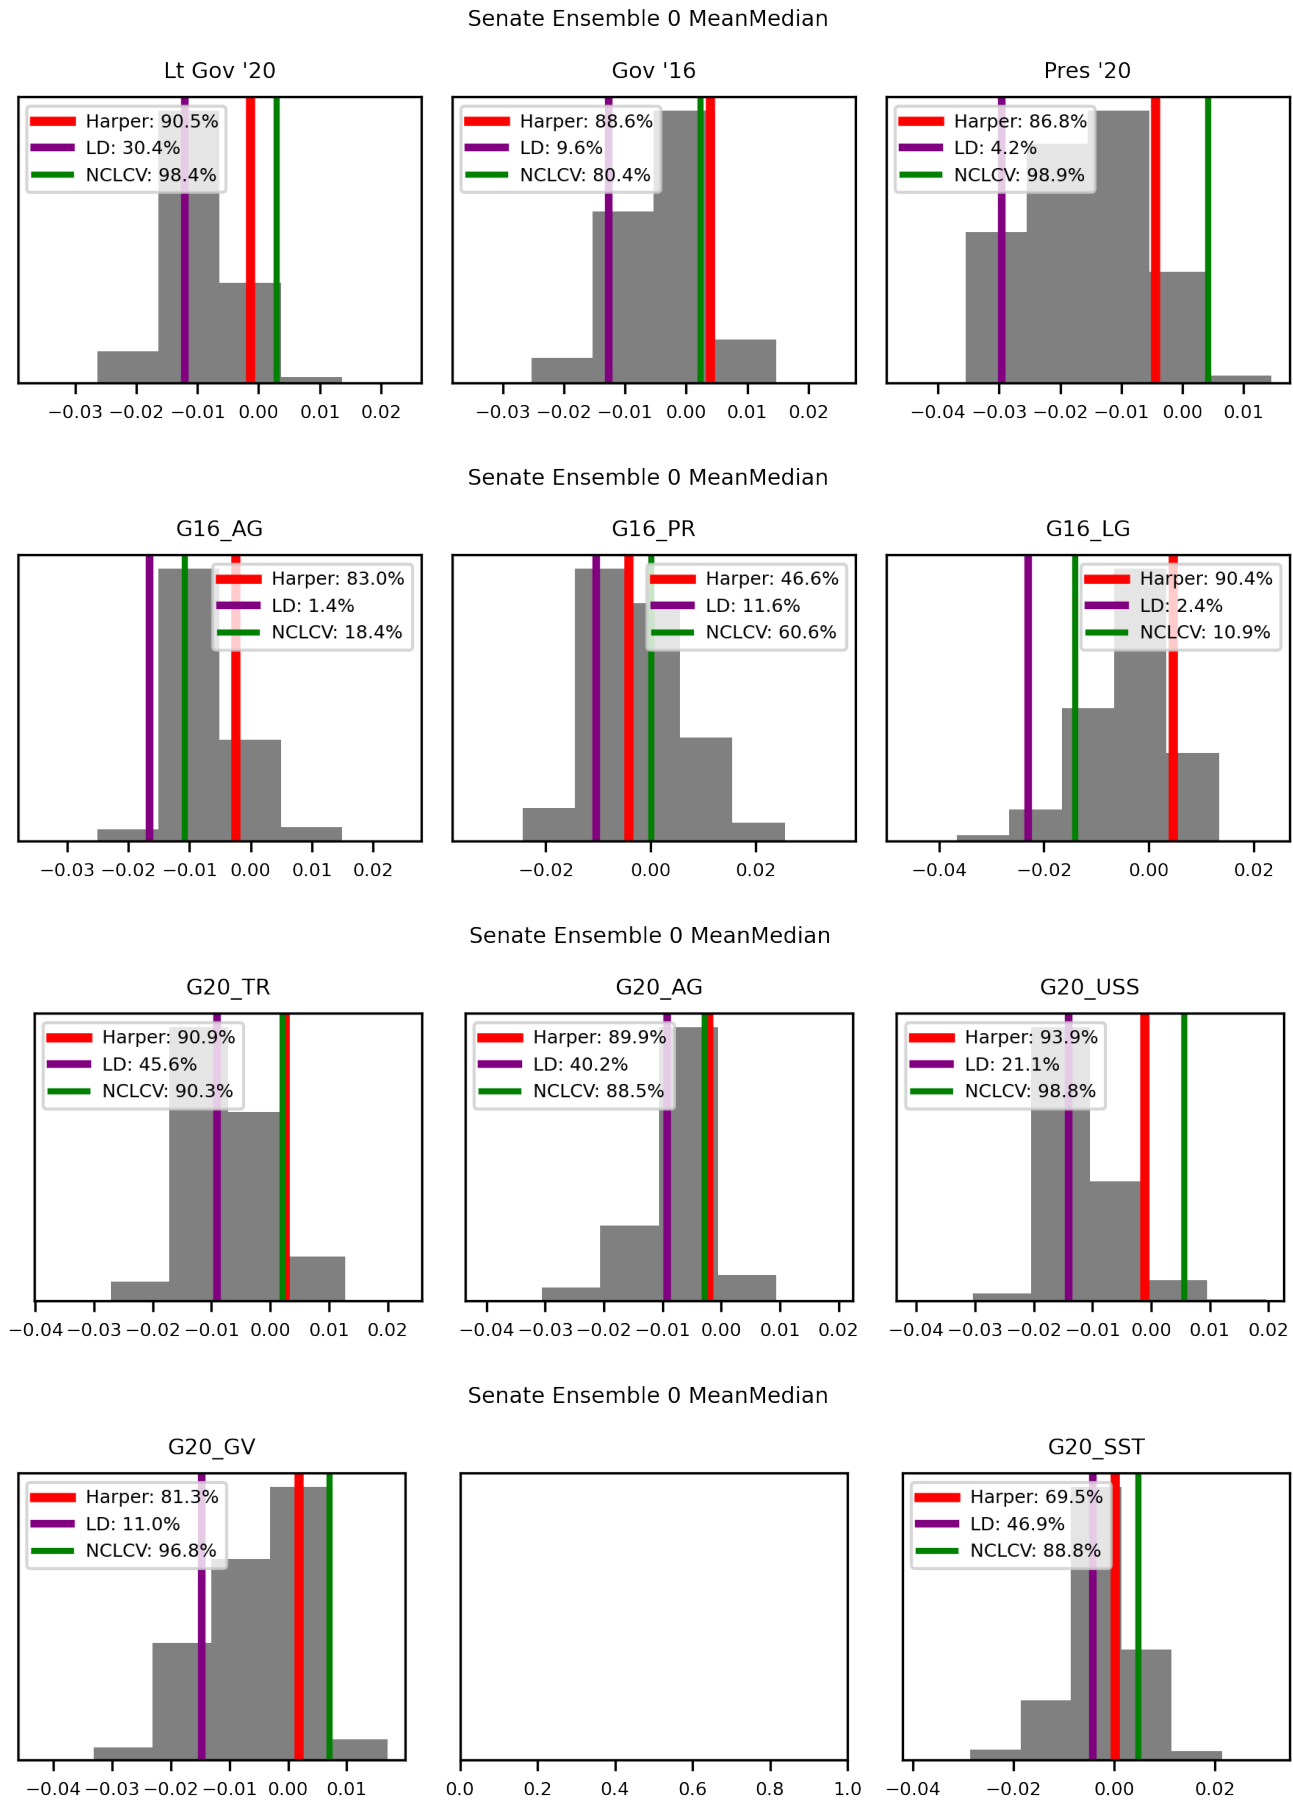 Senate Ensemble 0 MeanMedian
Lt Gov '20 Gov '16 Pres '20
Harper: 90.5% Harper: 88.6% Harper: 86.8%
LD: 30.4% LD: 9.6% LD: 4.2%
NCLCV: 98.4% NCLCV: 80.4% NCLCV: 98.9%
−0.03 −0.02 −0.01 0.00 0.01 0.02 −0.03 −0.02 −0.01 0.00 0.01 0.02 −0.04 −0.03 −0.02 −0.01 0.00 0.01
Senate Ensemble 0 MeanMedian
G16_AG G16_PR G16_LG
Harper: 83.0% Harper: 46.6% Harper: 90.4%
LD: 1.4% LD: 11.6% LD: 2.4%
NCLCV: 18.4% NCLCV: 60.6% NCLCV: 10.9%
−0.03 −0.02 −0.01 0.00 0.01 0.02 −0.02 0.00 0.02 −0.04 −0.02 0.00 0.02
Senate Ensemble 0 MeanMedian
G20_TR G20_AG G20_USS
Harper: 90.9% Harper: 89.9% Harper: 93.9%
LD: 45.6% LD: 40.2% LD: 21.1%
NCLCV: 90.3% NCLCV: 88.5% NCLCV: 98.8%
−0.04 −0.03 −0.02 −0.01 0.00 0.01 0.02 −0.04 −0.03 −0.02 −0.01 0.00 0.01 0.02 −0.04 −0.03 −0.02 −0.01 0.00 0.01 0.02
Senate Ensemble 0 MeanMedian
G20_GV G20_SST
Harper: 81.3% Harper: 69.5%
LD: 11.0% LD: 46.9%
NCLCV: 96.8% NCLCV: 88.8%
−0.04 −0.03 −0.02 −0.01 0.00 0.01 0.0 0.2 0.4 0.6 0.8 1.0 −0.04 −0.02 0.00 0.02